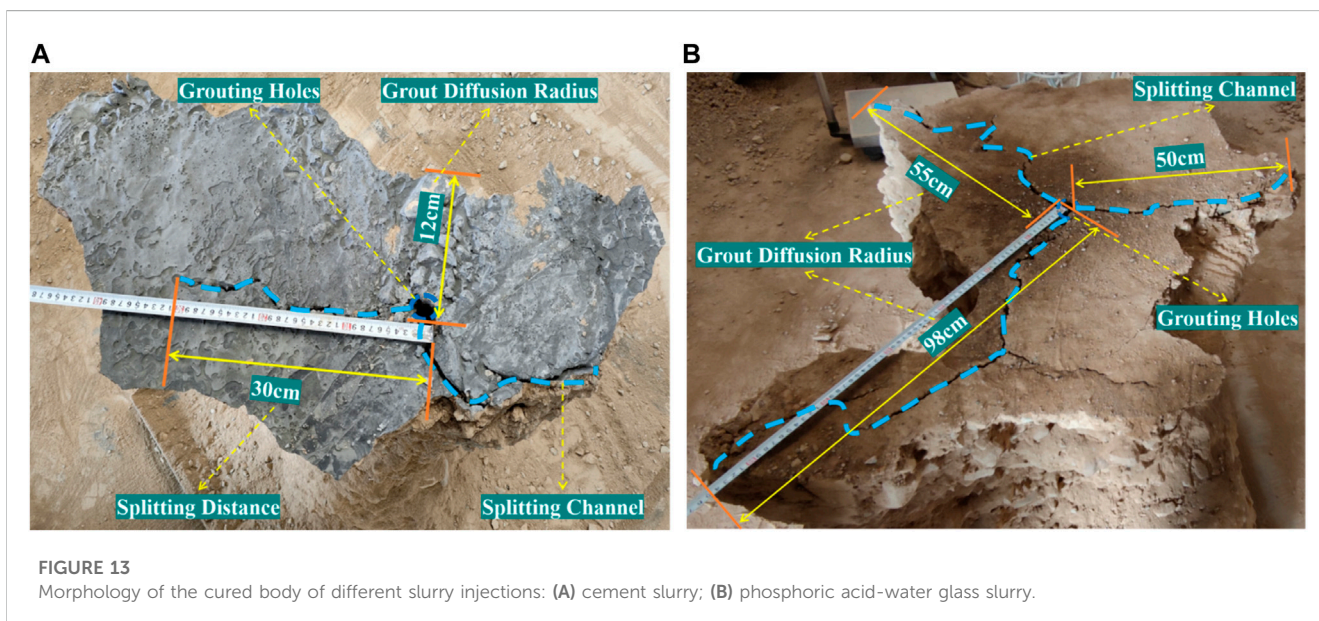 A
Grouting Holes
Grout Diffusion Radius
12cm
30cm
Splitting Distance
Splitting Channel
B
Splitting Channel
50cm
55cm
Grout Diffusion Radius
98cm
Grouting Holes
FIGURE 13
Morphology of the cured body of different slurry injections: (A) cement slurry; (B) phosphoric acid-water glass slurry.